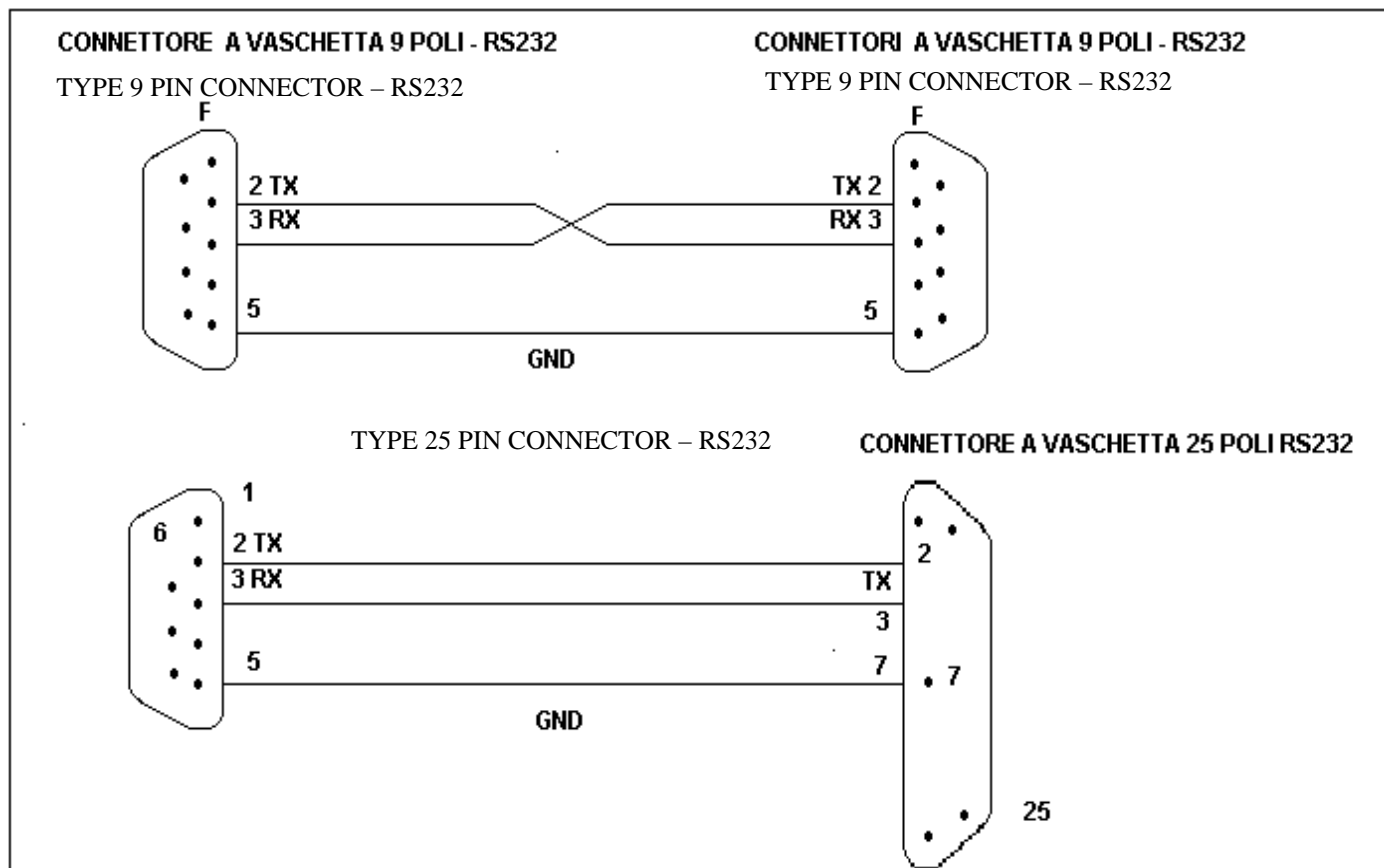 CONNETTORE A VASCHETTA 9 POLI - RS232
CONNETTORI A VASCHETTA 9 POLI - RS232
TYPE 9 PIN CONNECTOR – RS232
TYPE 9 PIN CONNECTOR – RS232
F
F
2 TX
TX 2
3 RX
RX 3
5
5
GND
TYPE 25 PIN CONNECTOR – RS232
CONNETTORE A VASCHETTA 25 POLI RS232
1
6
2 TX
2
3 RX
TX
3
5
7
7
GND
25